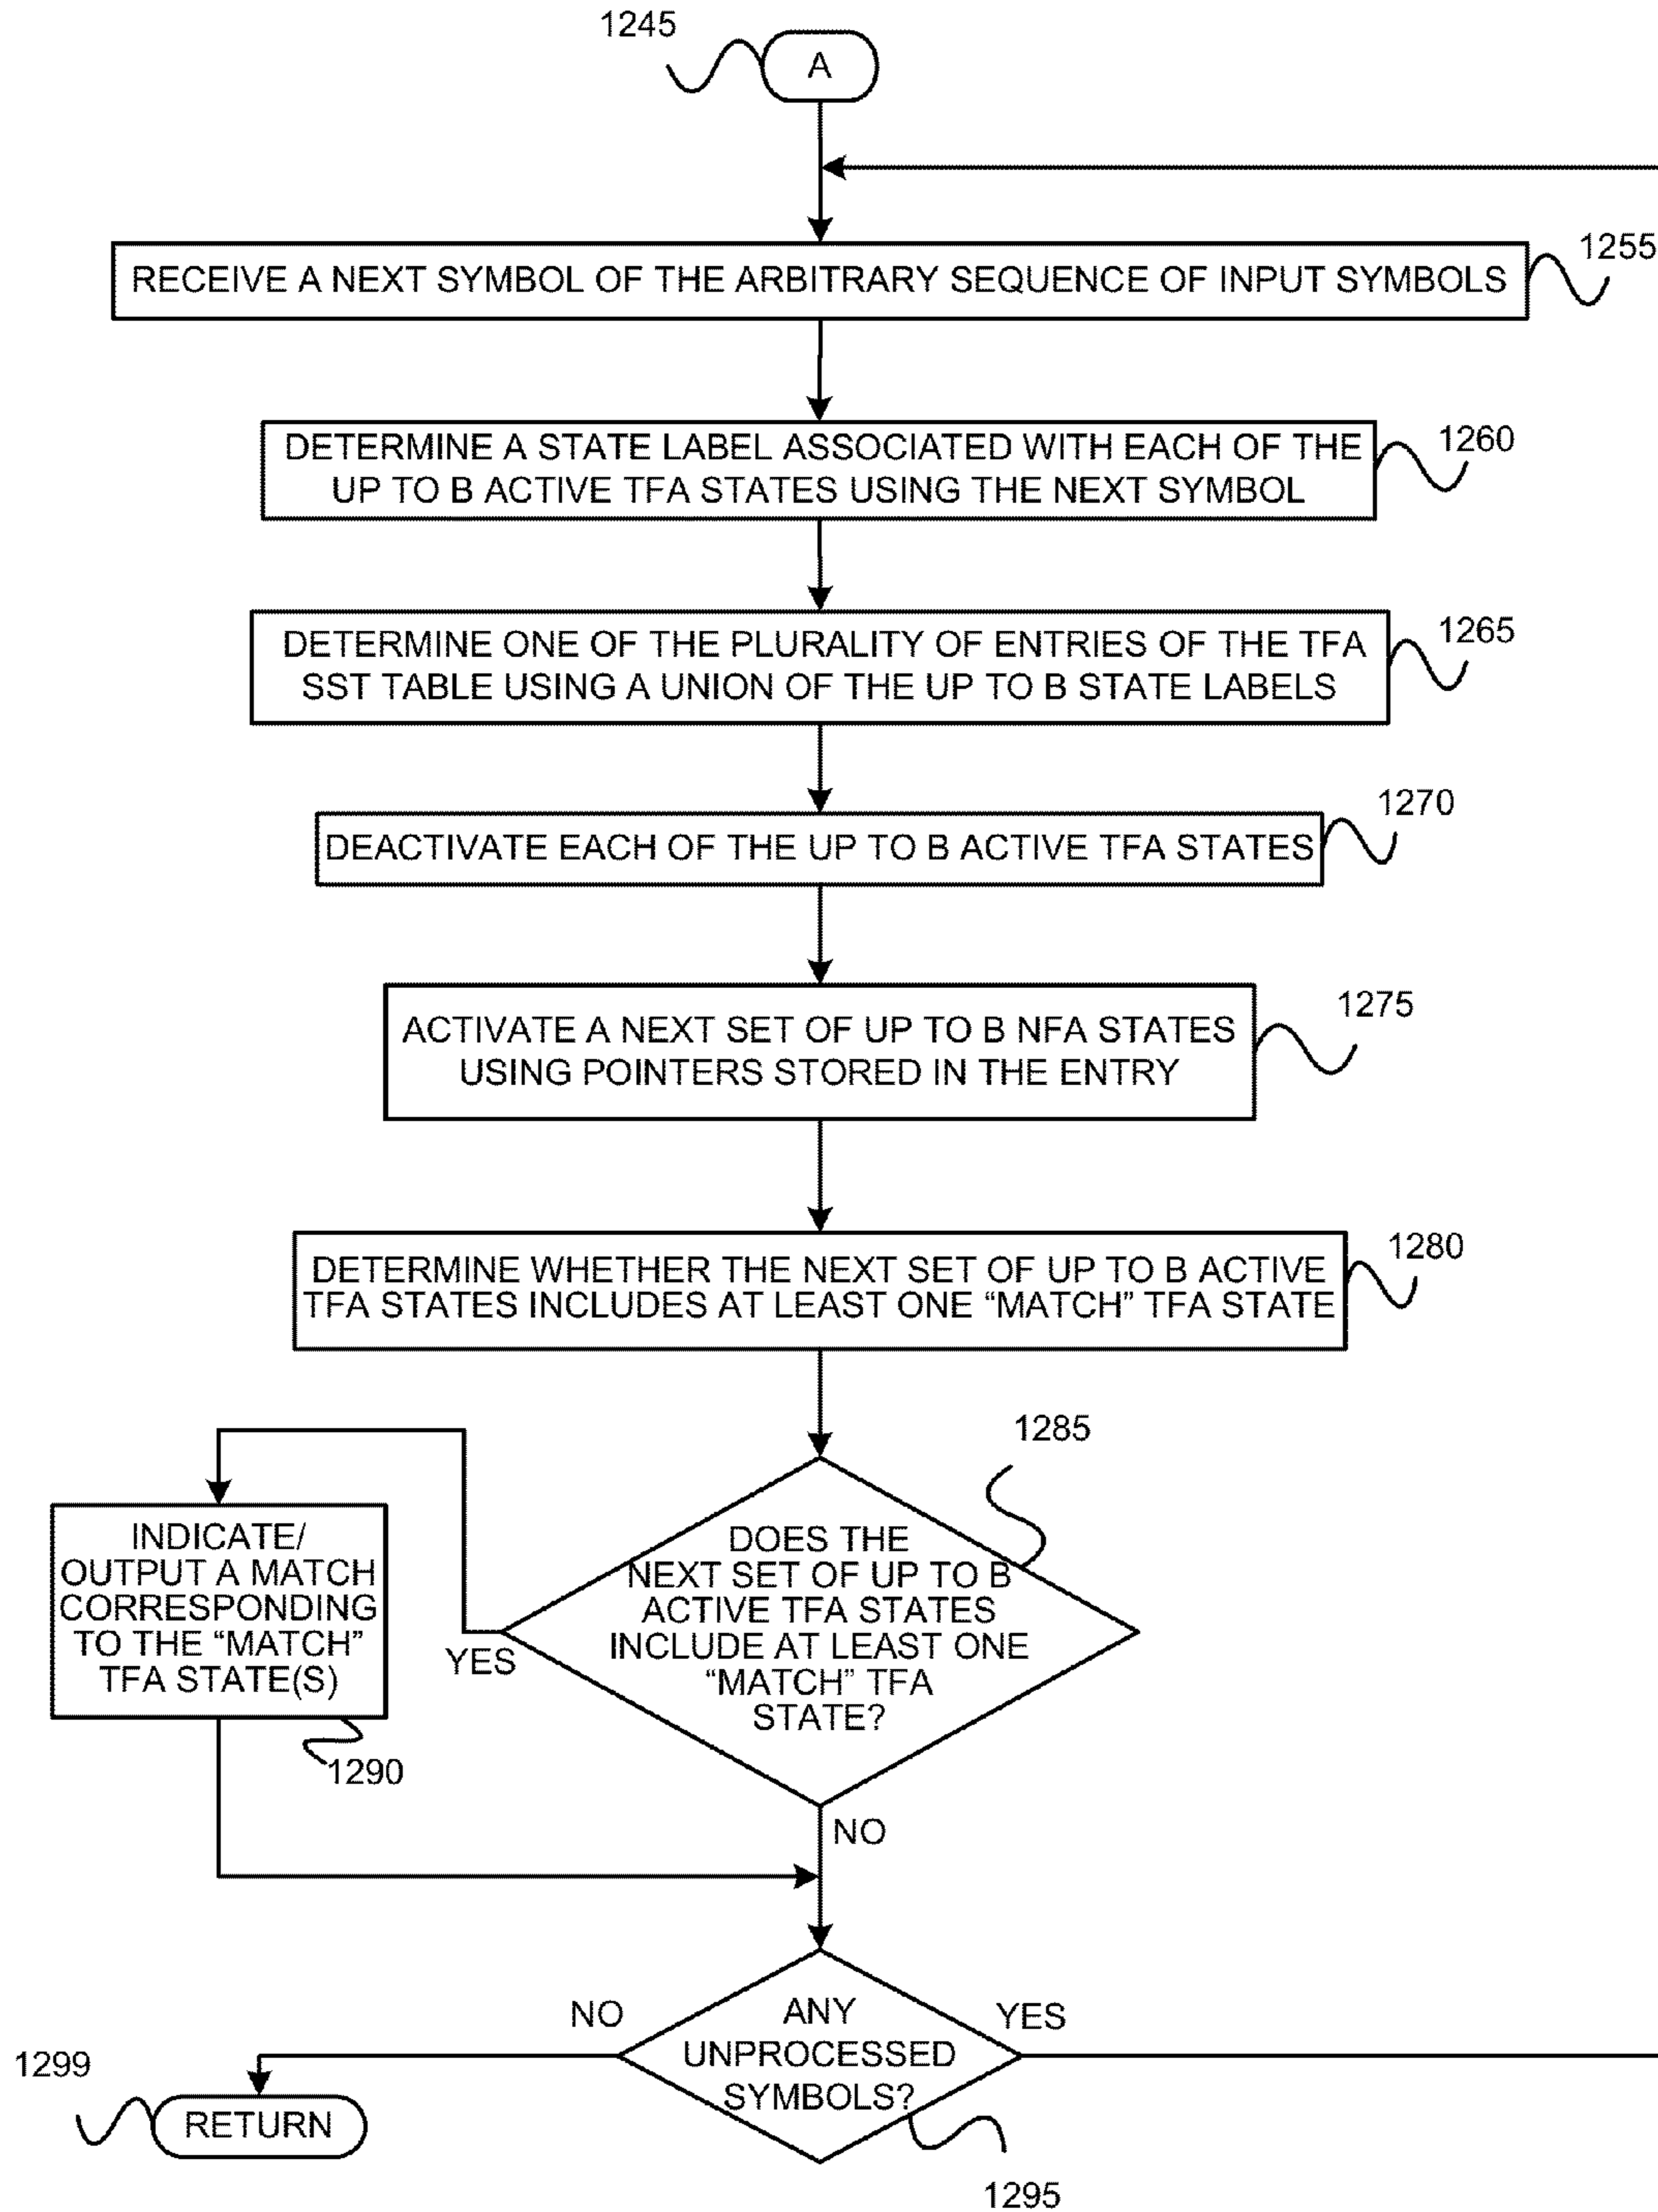 1245
A
RECEIVE A NEXT SYMBOL OF THE ARBITRARY SEQUENCE OF INPUT SYMBOLS
1255
DETERMINE A STATE LABEL ASSOCIATED WITH EACH OF THE
UP TO B ACTIVE TFA STATES USING THE NEXT SYMBOL
1260
DETERMINE ONE OF THE PLURALITY OF ENTRIES OF THE TFA
SST TABLE USING A UNION OF THE UP TO B STATE LABELS
1265
DEACTIVATE EACH OF THE UP TO B ACTIVE TFA STATES
1270
ACTIVATE A NEXT SET OF UP TO B NFA STATES
USING POINTERS STORED IN THE ENTRY
1275
DETERMINE WHETHER THE NEXT SET OF UP TO B ACTIVE
TFA STATES INCLUDES AT LEAST ONE “MATCH” TFA STATE
1280
1285
DOES THE
NEXT SET OF UP TO B
ACTIVE TFA STATES
INCLUDE AT LEAST ONE
“MATCH” TFA
STATE?
YES
INDICATE/
OUTPUT A MATCH
CORRESPONDING
TO THE “MATCH”
TFA STATE(S)
1290
NO
ANY
UNPROCESSED
SYMBOLS?
NO
YES
1299
RETURN
1295